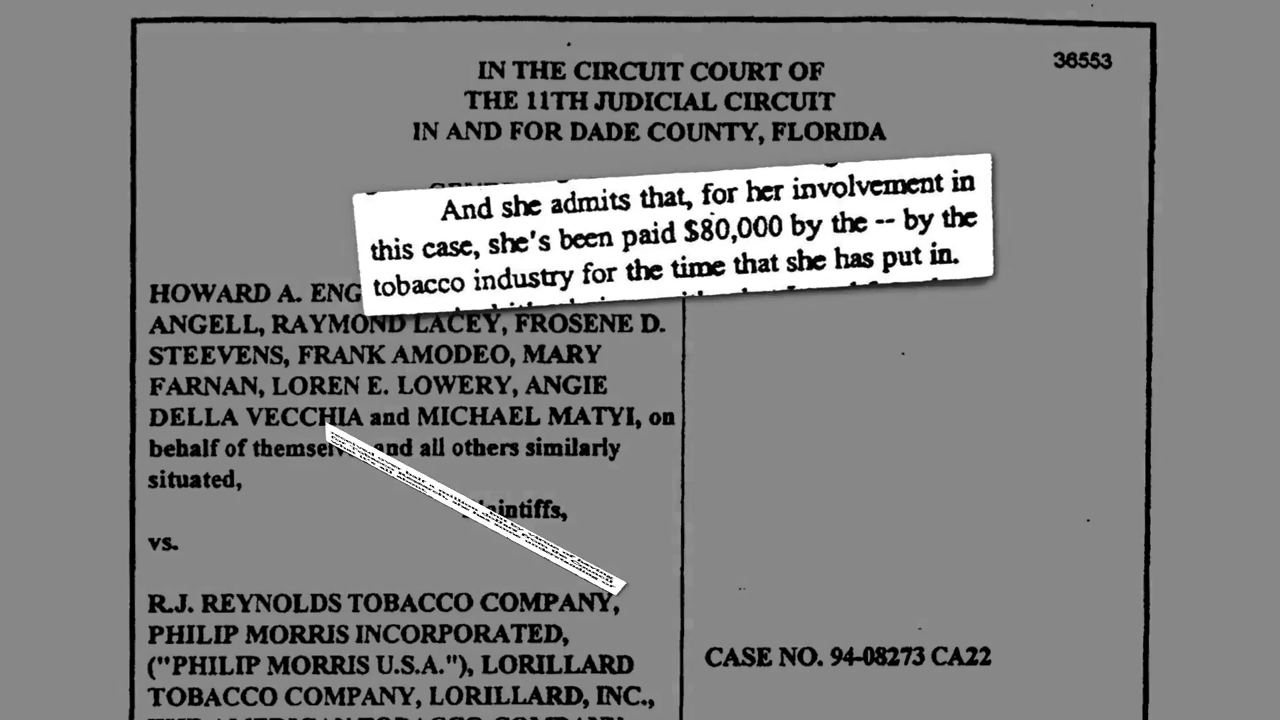 36553
IN THE CIRCUIT COURT OF
THE 11TH JUDICIAL CIRCUIT
IN AND FOR DADE COUNTY, FLORIDA
And she admits that, for her involvement in
this case, she's been paid $80,000 by the -- by the
tobacco industry for the time that she has put in.
HOWARD A.
ANGELL, RAYMOND LACEY, FROSENE D.
STEEVENS, FRANK AMODEO, MARY
FARNAN, LOREN E. LOWERY, ANGIE
DELLA VECCHIA and MICHAEL MATYI, on
behalf of and all others similarly
situated,
vs.
R.J. REYNOLDS TOBACCO COMPANY,
PHILIP MORRIS INCORPORATED,
("PHILIP MORRIS U.S.A."), LORILLARD
TOBACCO COMPANY, LORILLARD, INC.,
CASE NO. 94-08273 CA22